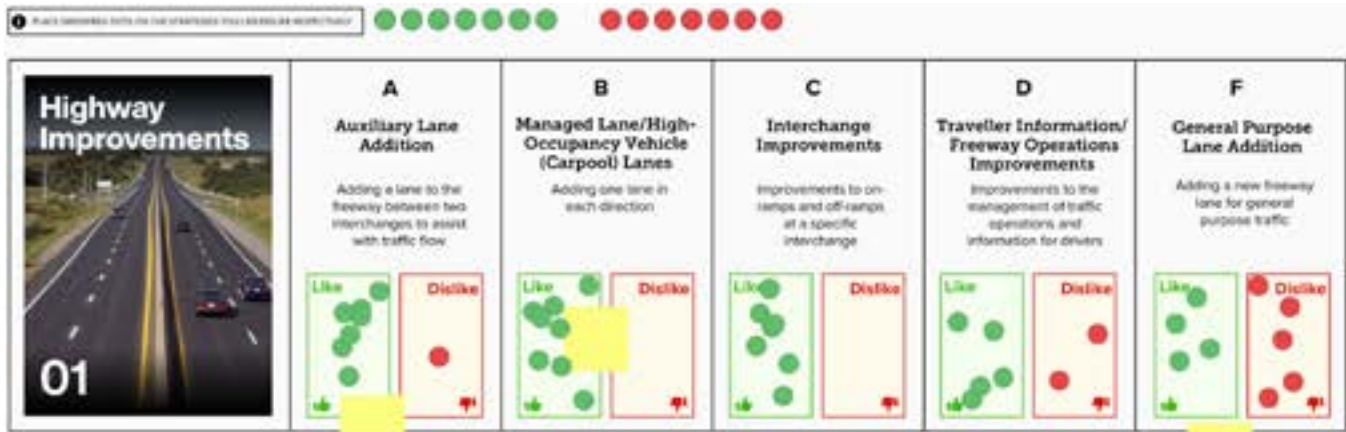 Highway
Improvements
01
A
Auxiliary Lane
Addition
Adding a lane to the
freeway between two
interchanges to assist
with traffic flow
Like
Dislike
B
Managed Lane/High-
Occupancy Vehicle
(Carpool) Lanes
Adding one lane in
each direction
Like
Dislike
C
Interchange
Improvements
Improvements to on-
ramps and off-ramps
at a specific
interchange
Like
Dislike
D
Traveller Information/
Freeway Operations
Improvements
Improvements to the
management of traffic
operations and
information for drivers
Like
Dislike
F
General Purpose
Lane Addition
Adding a new freeway
lane for general
purpose traffic
Like
Dislike